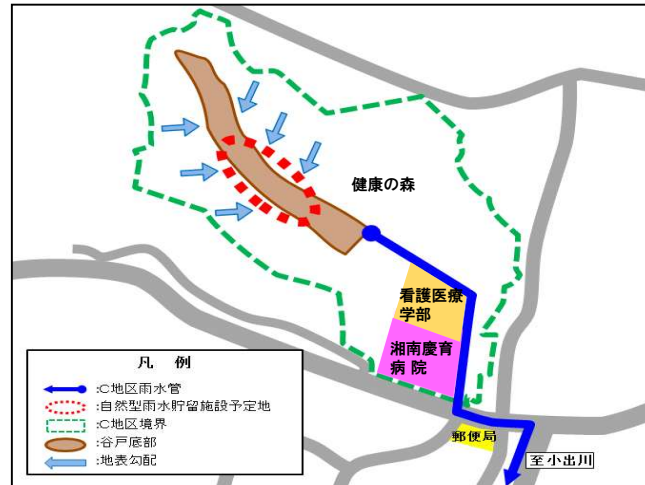 健康の森
看護医療
学部
湘南慶育
病 院
郵便局
至小出川
凡 例
:C地区雨水管
:自然型雨水貯留施設予定地
:C地区境界
:谷戸底部
:地表勾配